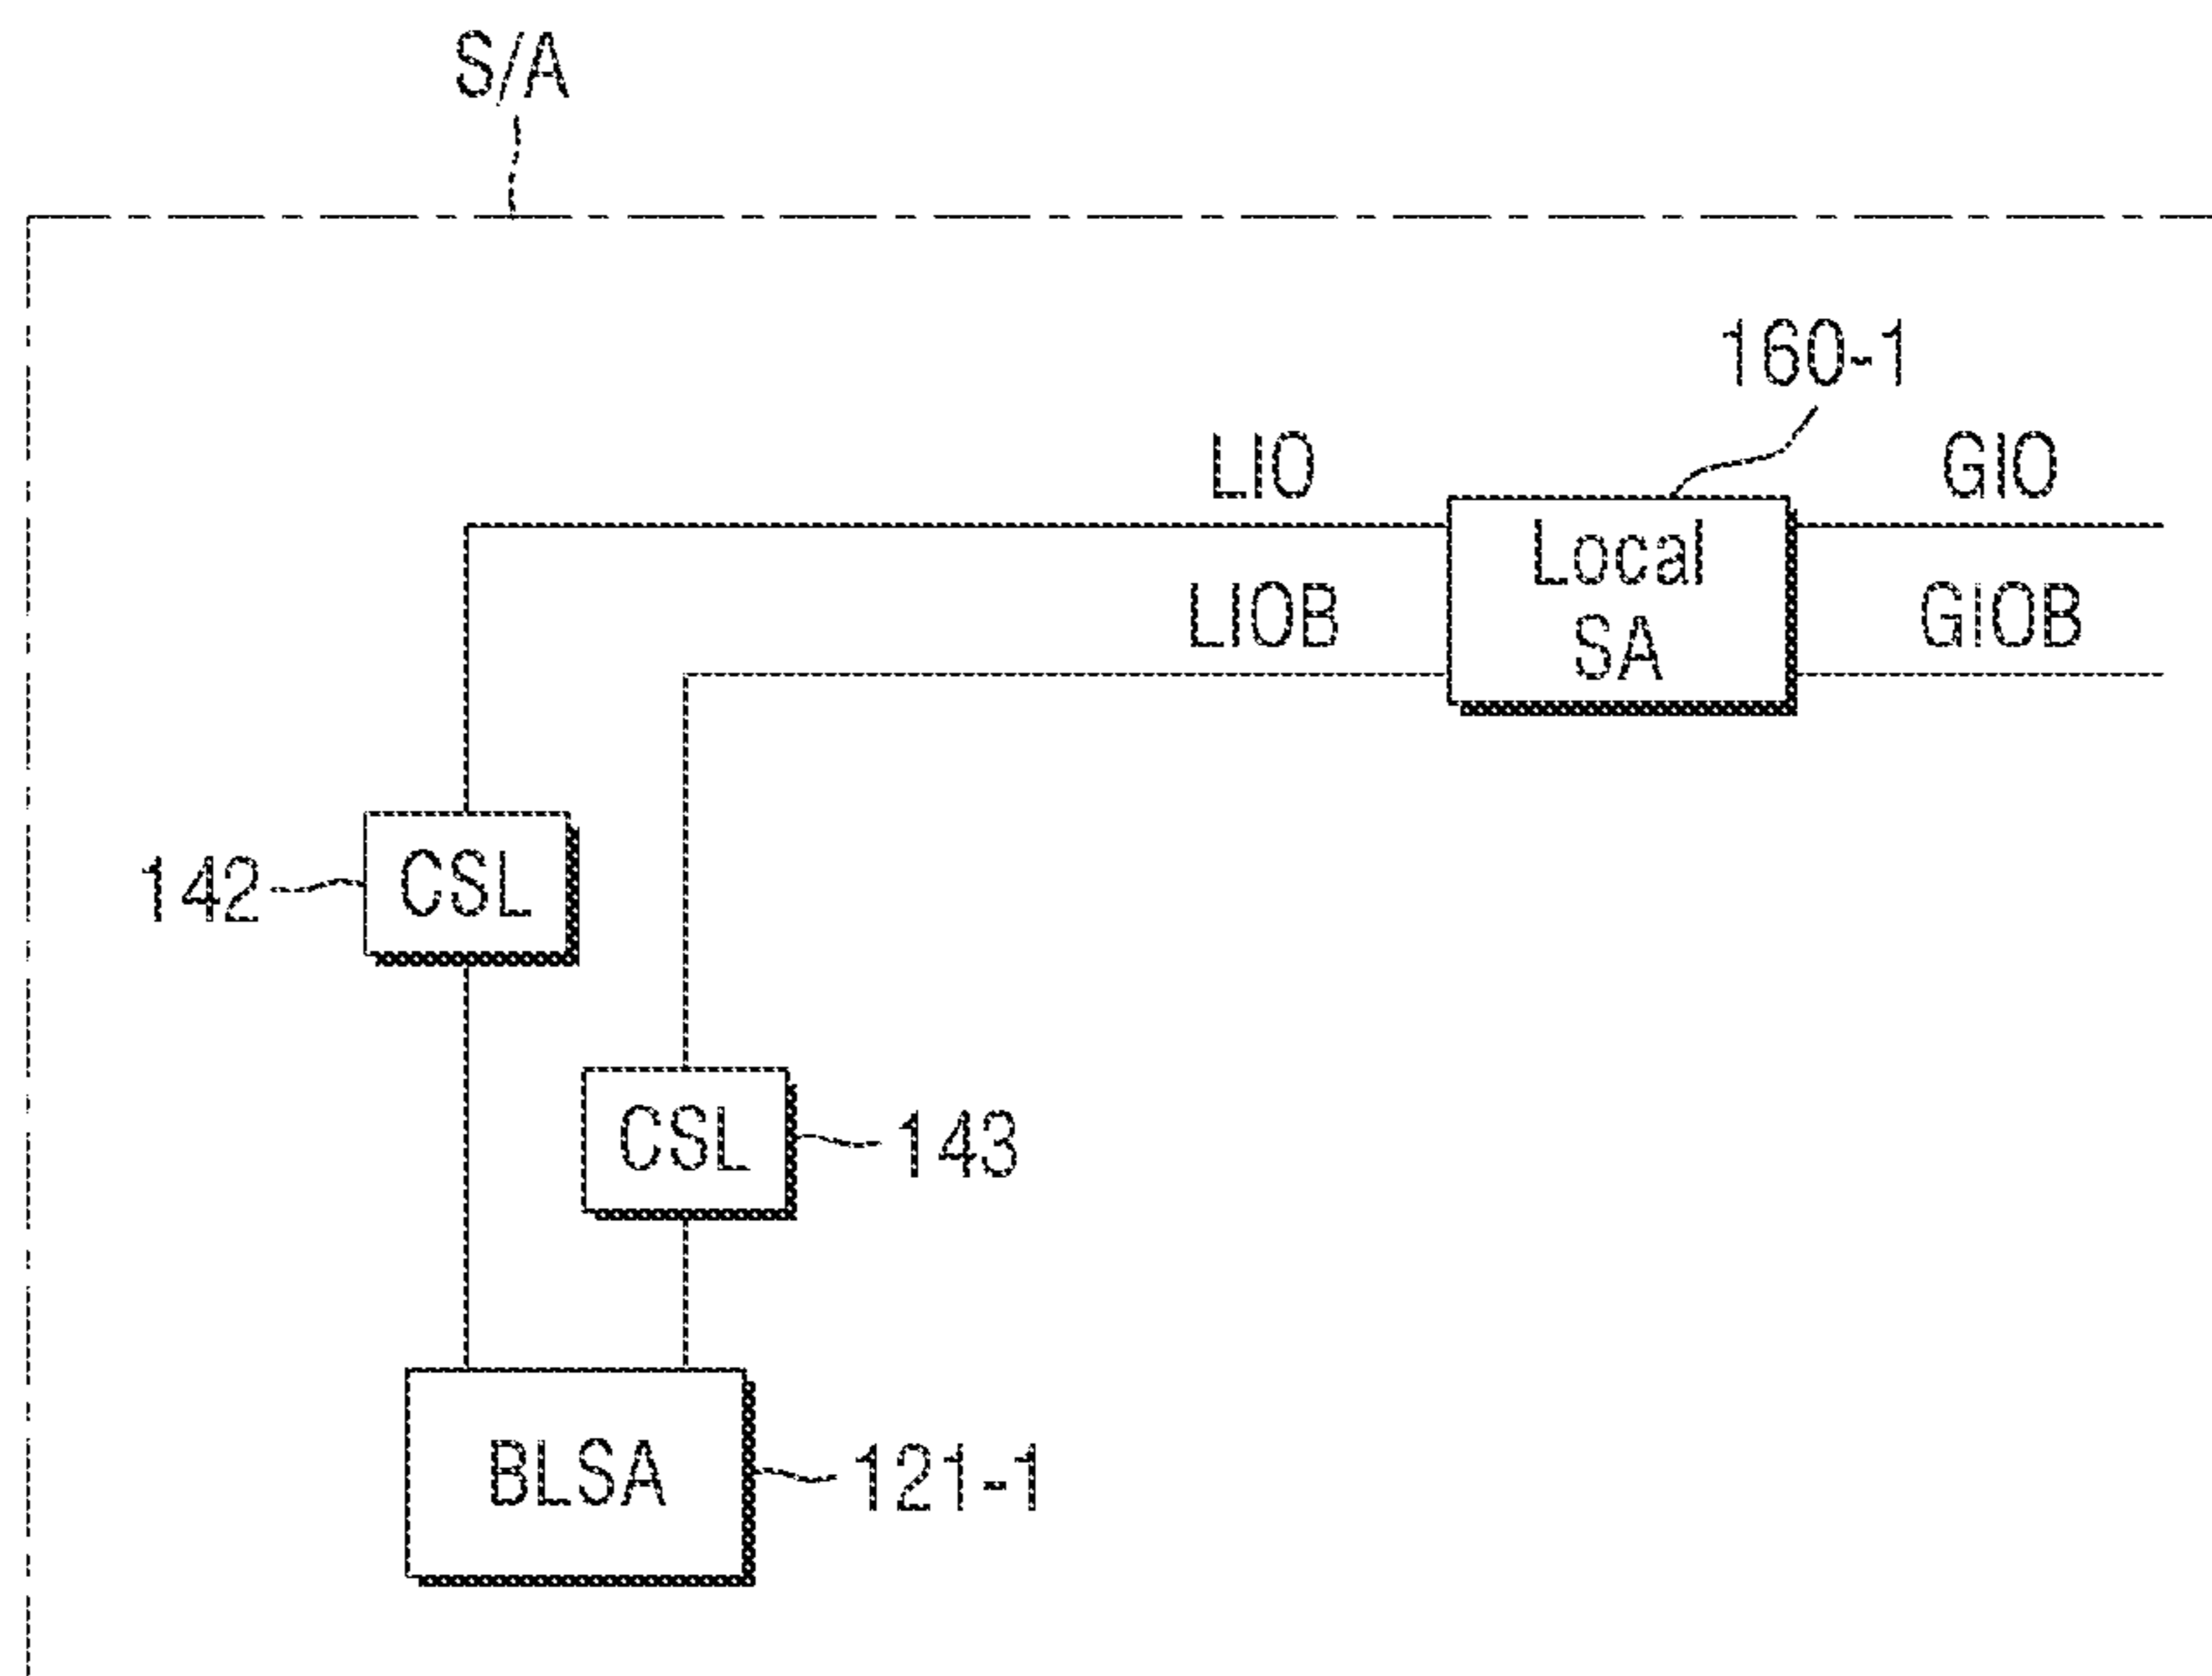 S/A
160-1
LIO
GIO
Local
SA
LIOB
GIOB
142
CSL
CSL
143
BLSA
121-1